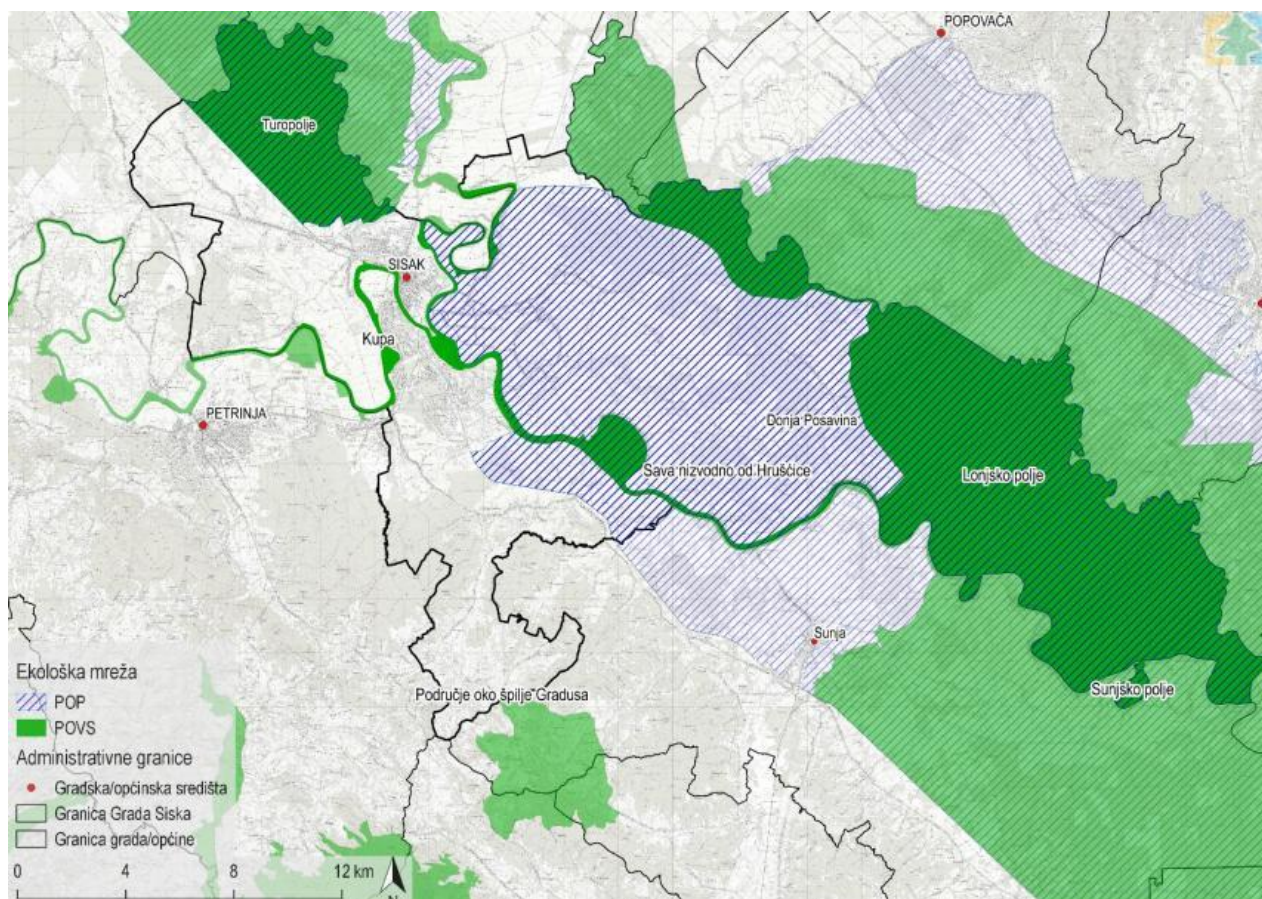 POPOVAČA
Turopolje
SISAK
Kupa
PETRINJA
Donja Posavina
Sava nizvodno od Hrušćice
Lonjsko polje
Sunja
Sunjsko polje
Područje oko špilje Gradusa
Ekološka mreža
POP
POVS
Administrativne granice
Gradska/općinska središta
Granica Grada Siska
Granica grada/općine
0 4 8 12 km
N